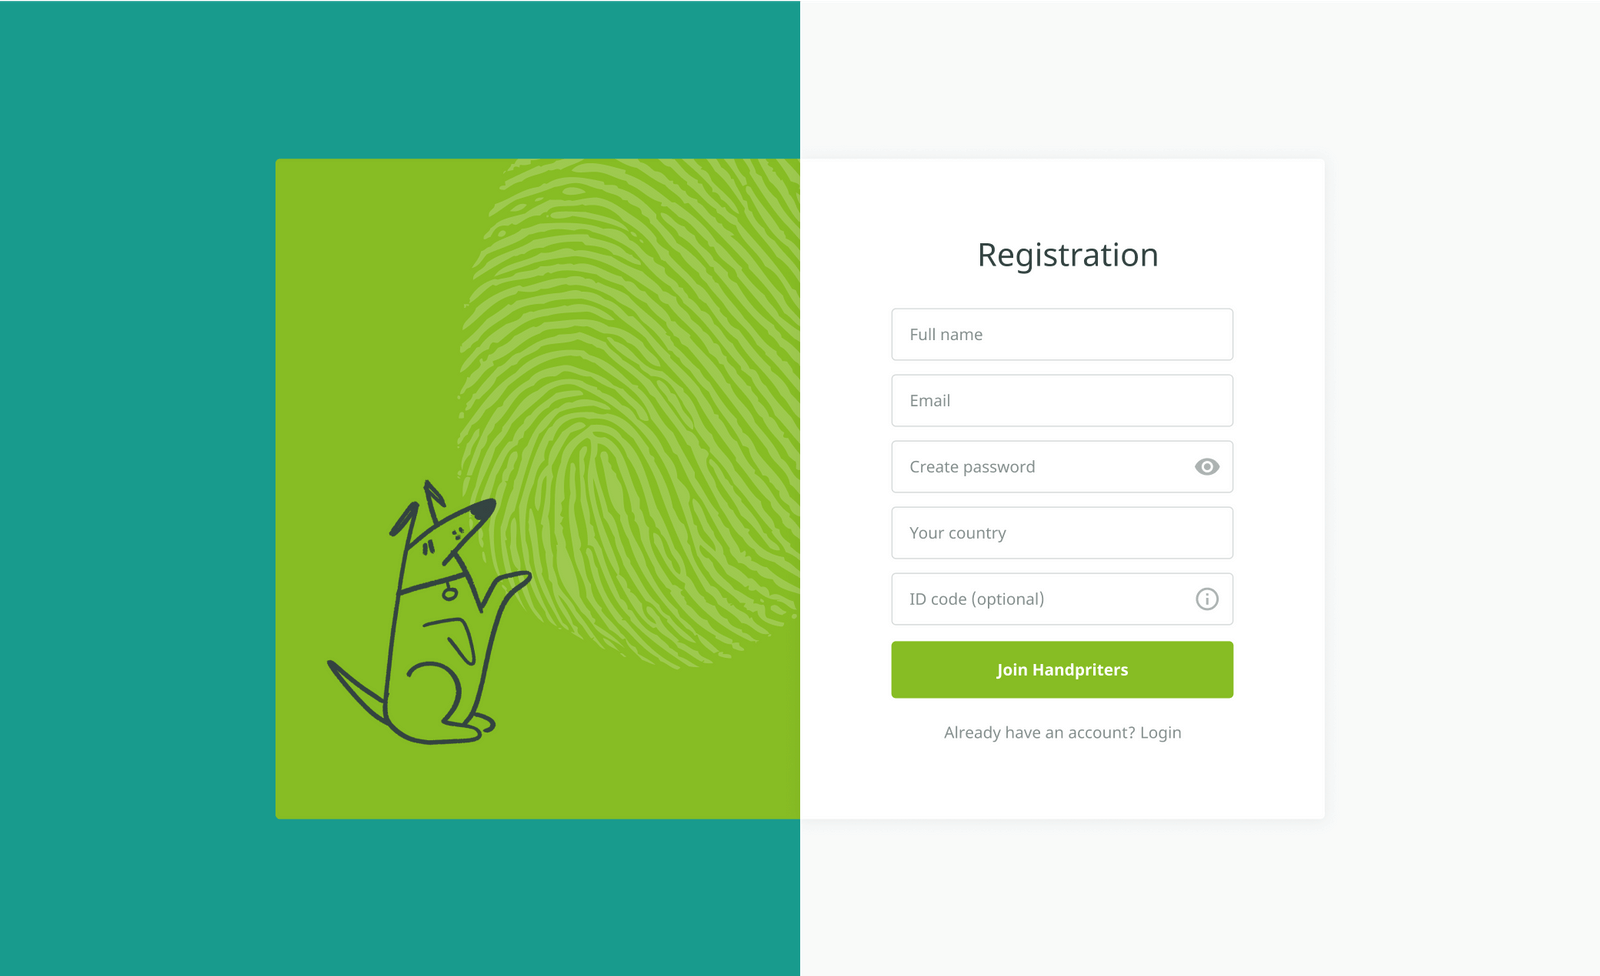 Registration
Full name
Email
Create password
Your country
ID code (optional)
Join Handpriters
Already have an account? Login